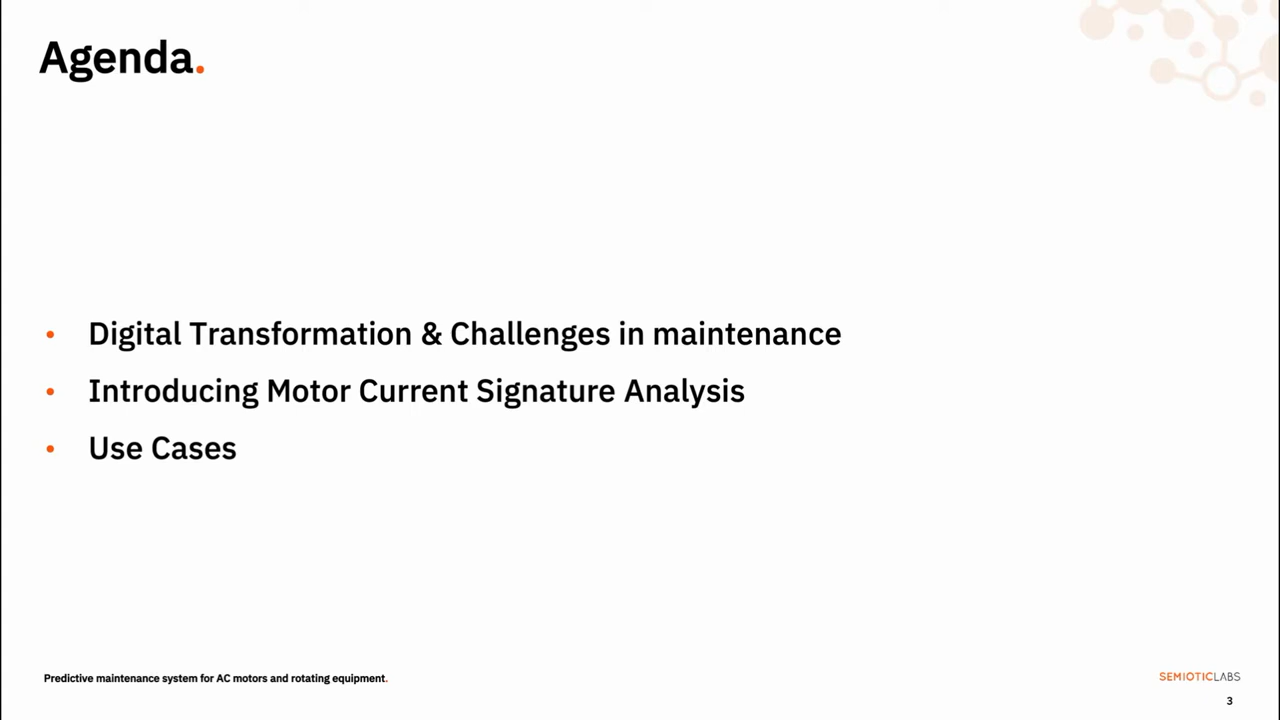 Agenda.
• Digital Transformation & Challenges in maintenance
• Introducing Motor Current Signature Analysis
• Use Cases
Predictive maintenance system for AC motors and rotating equipment.
SEMIOTICLABS
3